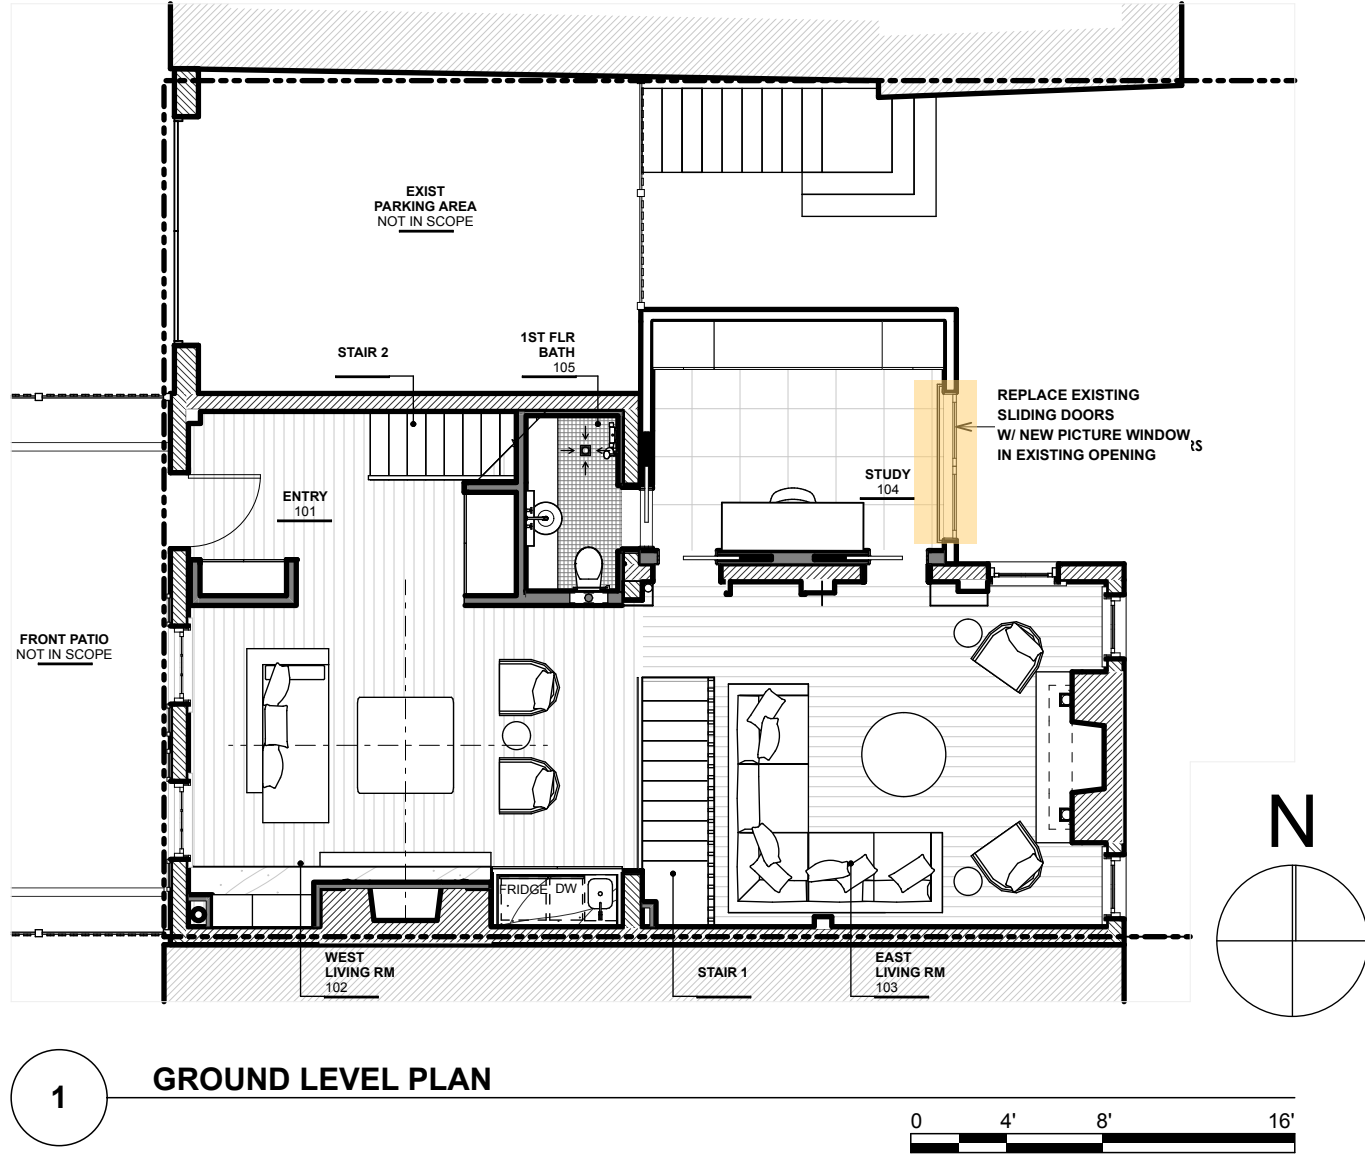 EXIST
PARKING AREA
NOT IN SCOPE
STAIR 2
1ST FLR
BATH
105
REPLACE EXISTING
SLIDING DOORS
W/ NEW PICTURE WINDOW
RS
IN EXISTING OPENING
STUDY
104
ENTRY
101
FRONT PATIO
NOT IN SCOPE
FRIDGE
DW
WEST
LIVING RM
102
STAIR 1
EAST
LIVING RM
103
N
1
GROUND LEVEL PLAN
0 4' 8' 16'